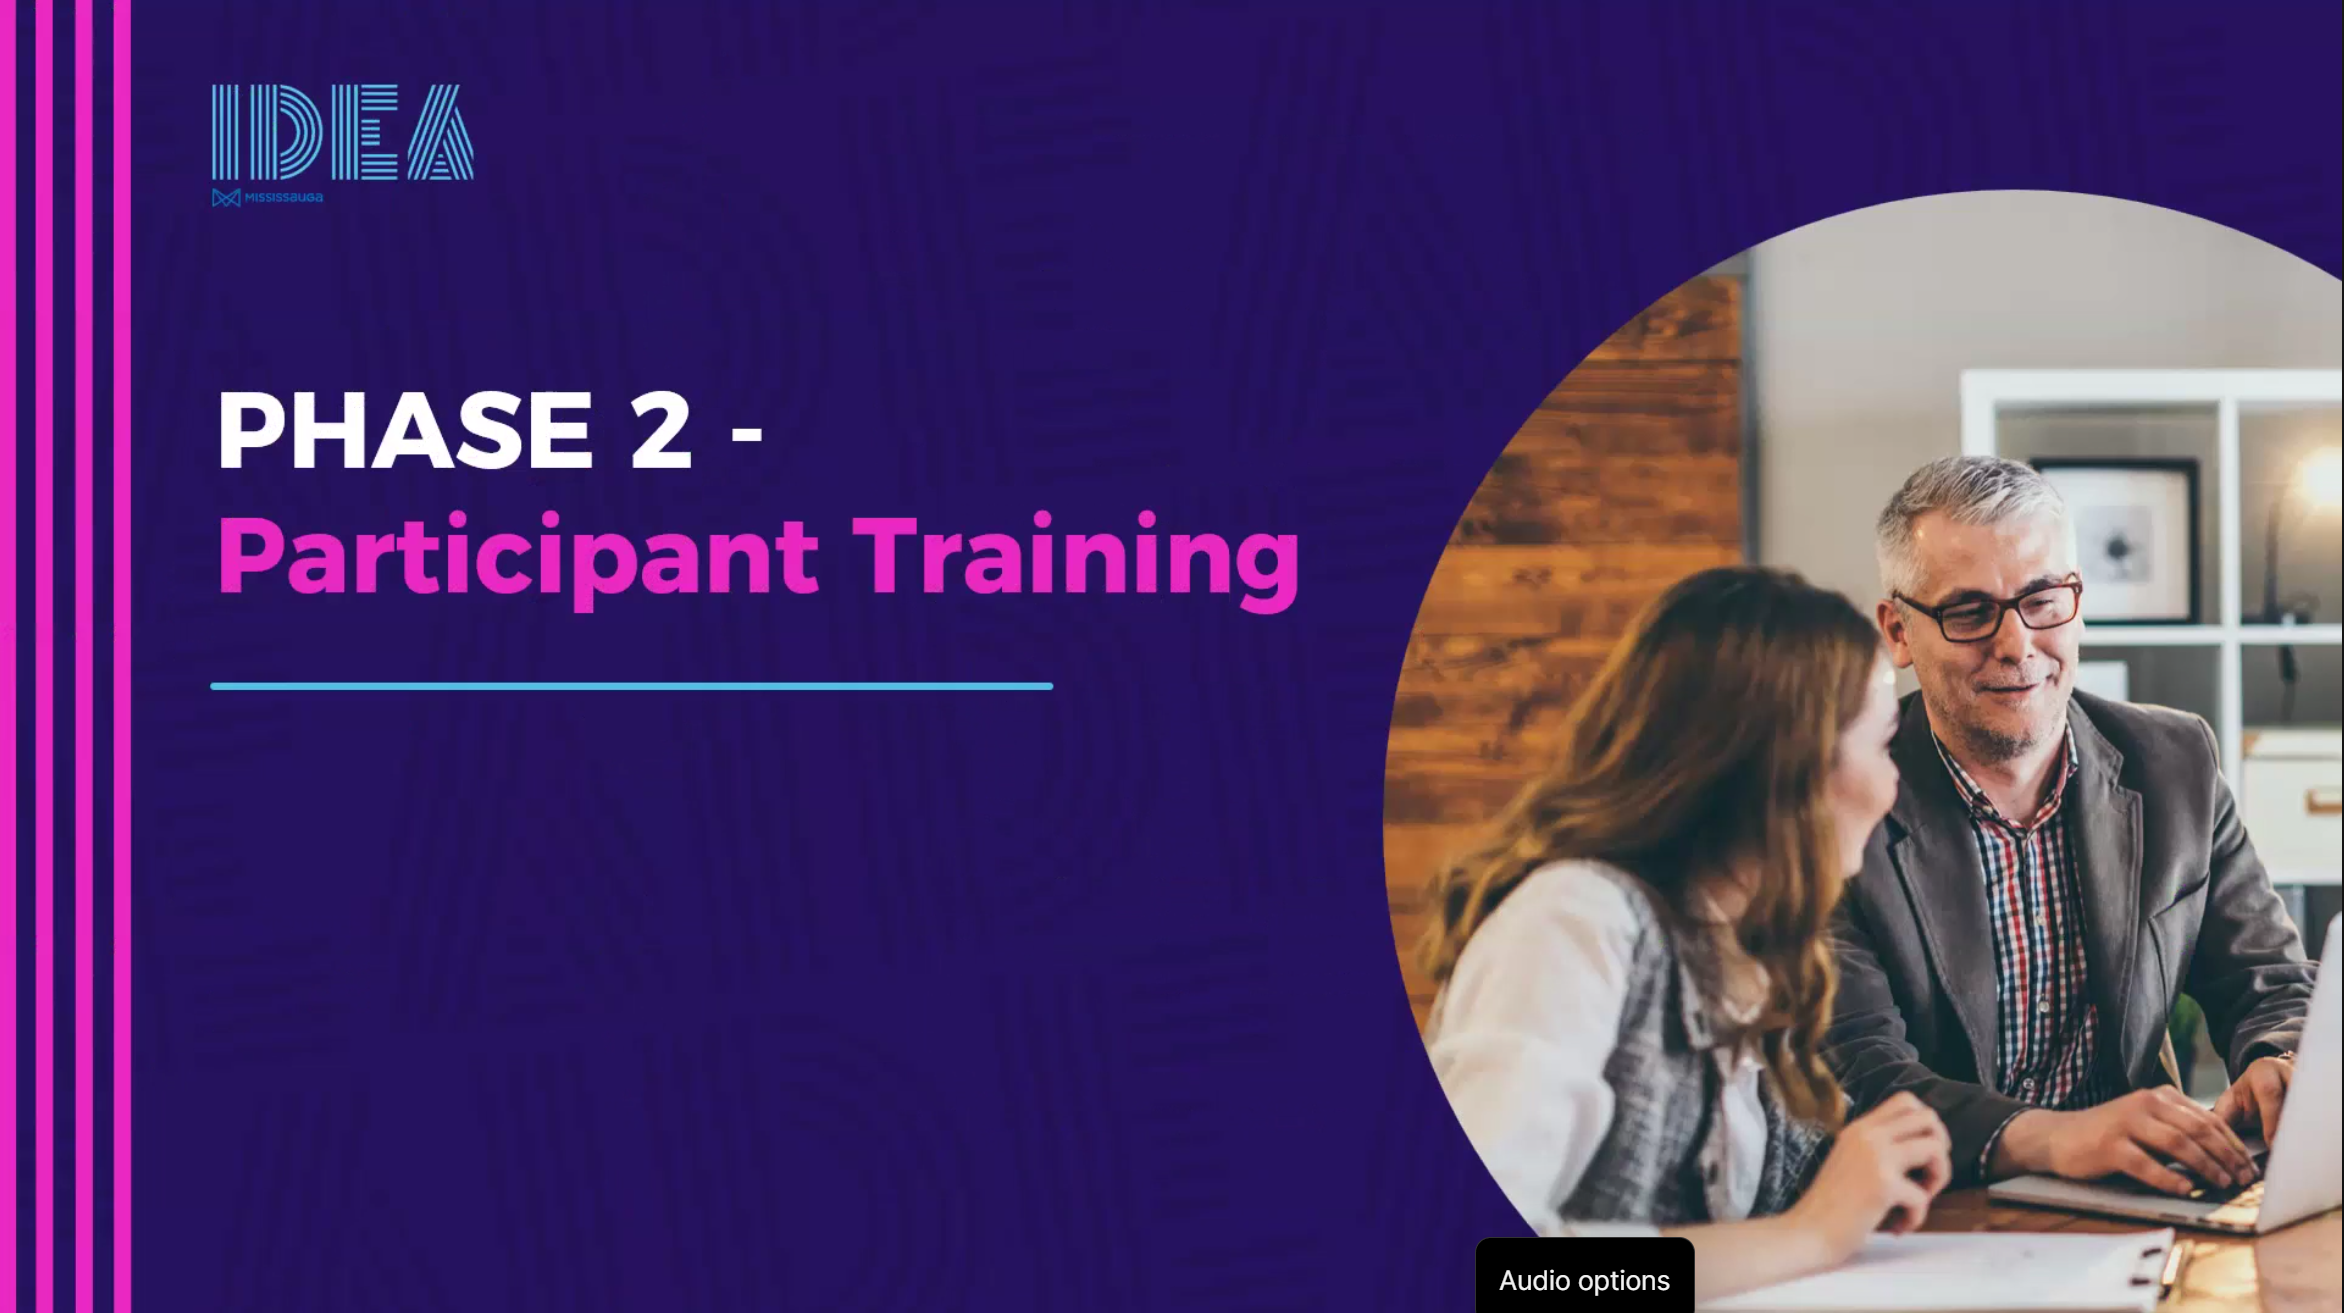 IDEA
MISSISSAUGA
PHASE 2 -
Participant Training
Audio options